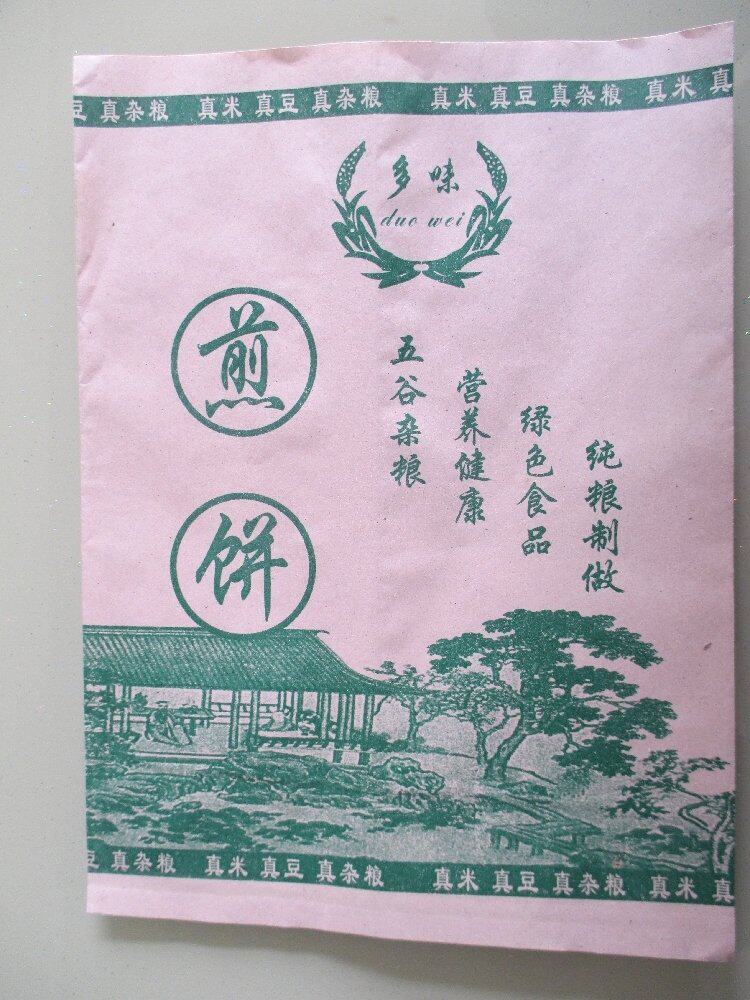 豆 真杂粮 真米 真豆 真杂粮 真米 真豆 真杂粮 真米 真
多味
duo wei
煎
饼
五谷杂粮
营养健康
绿色食品
纯粮制做
豆 真杂粮 真米 真豆 真杂粮 真米 真豆 真杂粮 真米 真